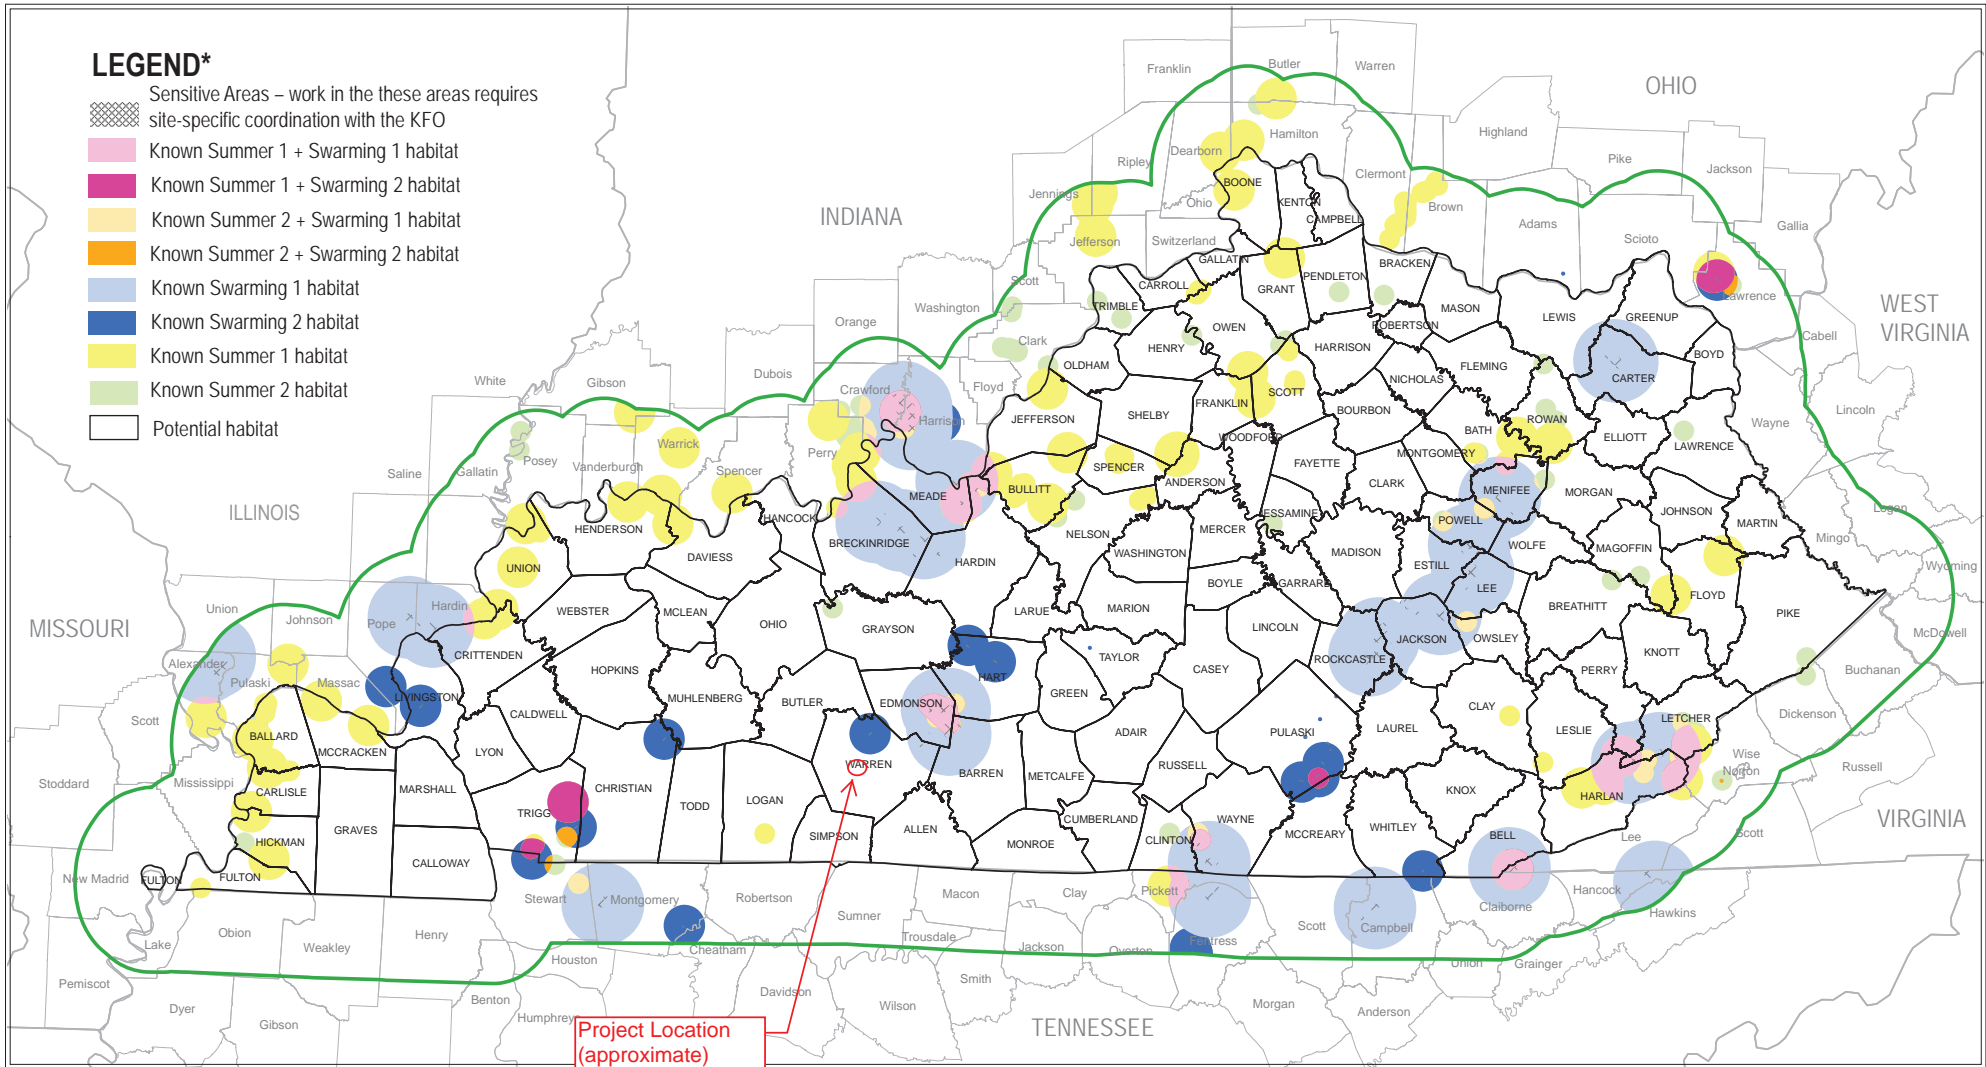 LEGEND*
Sensitive Areas – work in the these areas requires
site-specific coordination with the KFO
Known Summer 1 + Swarming 1 habitat
Known Summer 1 + Swarming 2 habitat
Known Summer 2 + Swarming 1 habitat
Known Summer 2 + Swarming 2 habitat
Known Swarming 1 habitat
Known Swarming 2 habitat
Known Summer 1 habitat
Known Summer 2 habitat
Potential habitat
Franklin
Butler
Warren
OHIO
Hamilton
Highland
Dearborn
Ripley
Pike
Jackson
Clermont
Jennings
BOONE
Ohio
KENTON
CAMPBELL
Brown
Adams
Gallia
INDIANA
Jefferson
Switzerland
Scioto
GALLATIN
BRACKEN
Scott
CARROLL
GRANT
PENDLETON
Lawrence
WEST
VIRGINIA
Washington
TRIMBLE
MASON
LEWIS
GREENUP
Orange
OWEN
ROBERTSON
Cabell
Clark
HENRY
HARRISON
BOYD
OLDHAM
FLEMING
Dubois
White
Gibson
Crawford
Floyd
NICHOLAS
CARTER
SCOTT
FRANKLIN
BOURBON
Lincoln
Harrison
JEFFERSON
SHELBY
ROWAN
Wayne
WOODFORD
BATH
ELLIOTT
LAWRENCE
Warrick
Perry
MONTGOMERY
Posey
Vanderburgh
Spencer
SPENCER
FAYETTE
Saline
Gallatin
ANDERSON
CLARK
BULLITT
MENIFEE
MORGAN
MEADE
ILLINOIS
HANCOCK
JESSAMINE
POWELL
JOHNSON
MARTIN
Logan
HENDERSON
NELSON
MERCER
BRECKINRIDGE
WOLFE
MAGOFFIN
Mingo
DAVIESS
HARDIN
WASHINGTON
MADISON
ESTILL
UNION
BOYLE
GARRARD
LEE
Wyoming
FLOYD
Union
Hardin
WEBSTER
MCLEAN
LARUE
MARION
BREATHITT
PIKE
Johnson
Pope
OHIO
GRAYSON
LINCOLN
JACKSON
OWSLEY
McDowell
MISSOURI
CRITTENDEN
TAYLOR
ROCKCASTLE
KNOTT
Alexander
HOPKINS
HART
CASEY
PERRY
Buchanan
Pulaski
Massac
LIVINGSTON
MUHLENBERG
BUTLER
EDMONSON
GREEN
CLAY
Scott
CALDWELL
LETCHER
Dickenson
BALLARD
ADAIR
PULASKI
LAUREL
LESLIE
MCCRACKEN
LYON
Wise
WARREN
BARREN
METCALFE
RUSSELL
Norton
Russell
Stoddard
Mississippi
CARLISLE
MARSHALL
CHRISTIAN
KNOX
HARLAN
TRIGG
TODD
LOGAN
CUMBERLAND
WAYNE
VIRGINIA
GRAVES
SIMPSON
ALLEN
MCCREARY
WHITLEY
BELL
Lee
Scott
HICKMAN
MONROE
CLINTON
CALLOWAY
New Madrid
FULTON
FULTON
Stewart
Montgomery
Robertson
Macon
Clay
Pickett
Hancock
Claiborne
Sumner
Hawkins
Lake
Obion
Weakley
Henry
Trousdale
Scott
Campbell
Cheatham
Jackson
Overton
Fentress
Houston
Union
Grainger
Pemiscot
Smith
Davidson
Benton
Wilson
Morgan
Dyer
Gibson
Humphreys
Anderson
TENNESSEE
Project Location
(approximate)